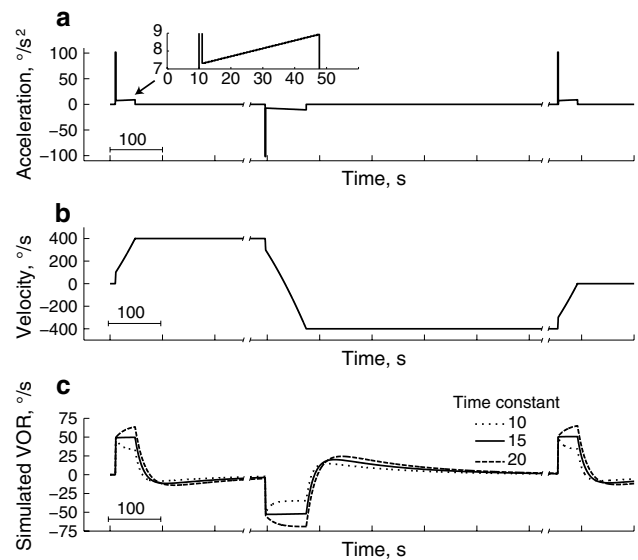 a
Acceleration, °/s²
100
50
0
−50
−100
9
8
7
0 10 20 30 40 50
100
Time, s
b
Velocity, °/s
400
200
0
−200
−400
100
Time, s
c
Simulated VOR, °/s
75
50
25
0
−25
−50
−75
Time constant
10
15
20
100
Time, s